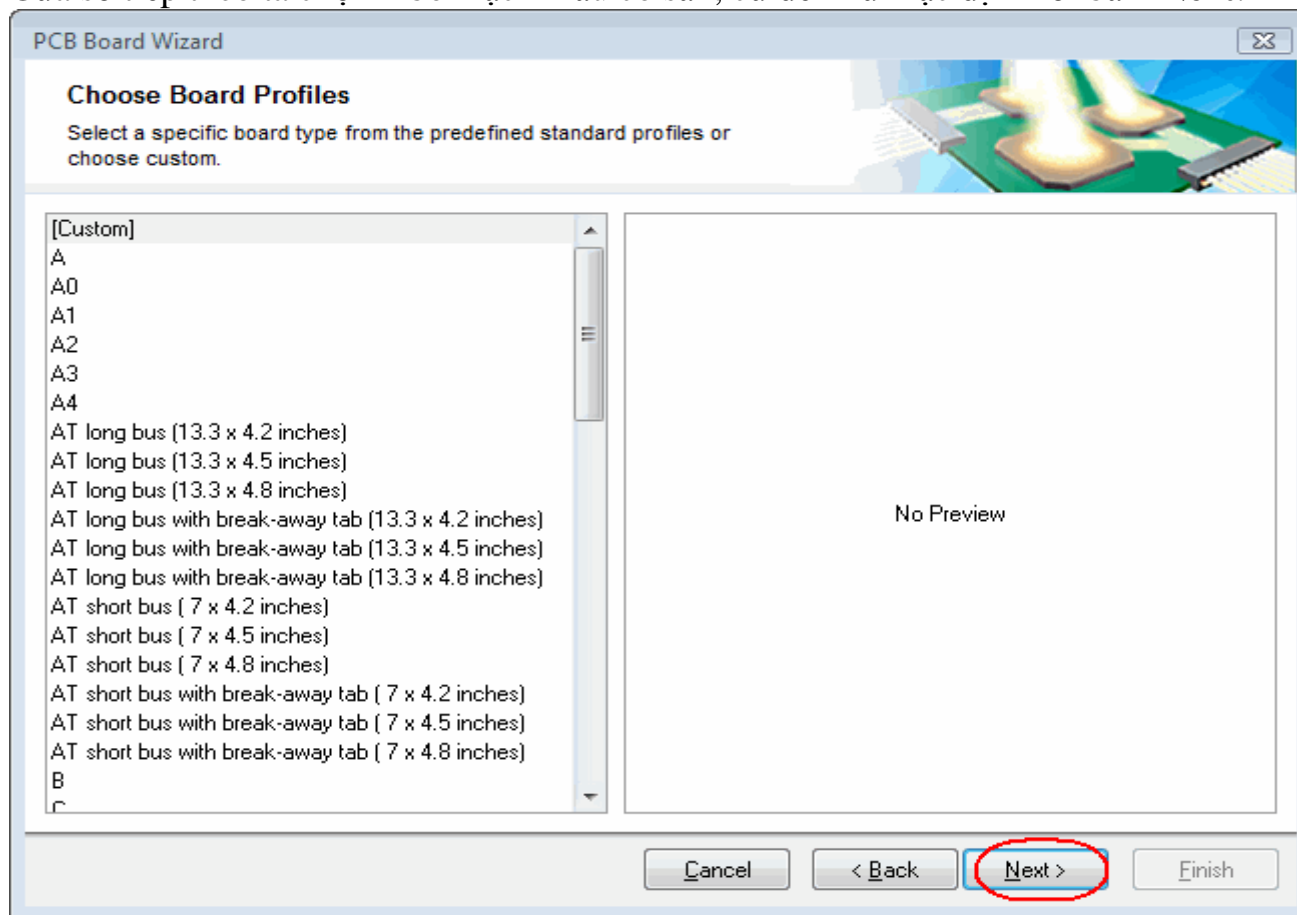 PCB Board Wizard
Choose Board Profiles
Select a specific board type from the predefined standard profiles or
choose custom.
[Custom]
A
A0
A1
A2
A3
A4
AT long bus (13.3 x 4.2 inches)
AT long bus (13.3 x 4.5 inches)
AT long bus (13.3 x 4.8 inches)
AT long bus with break-away tab (13.3 x 4.2 inches)
AT long bus with break-away tab (13.3 x 4.5 inches)
AT long bus with break-away tab (13.3 x 4.8 inches)
AT short bus ( 7 x 4.2 inches)
AT short bus ( 7 x 4.5 inches)
AT short bus ( 7 x 4.8 inches)
AT short bus with break-away tab ( 7 x 4.2 inches)
AT short bus with break-away tab ( 7 x 4.5 inches)
AT short bus with break-away tab ( 7 x 4.8 inches)
B
No Preview
Cancel
< Back
Next >
Finish